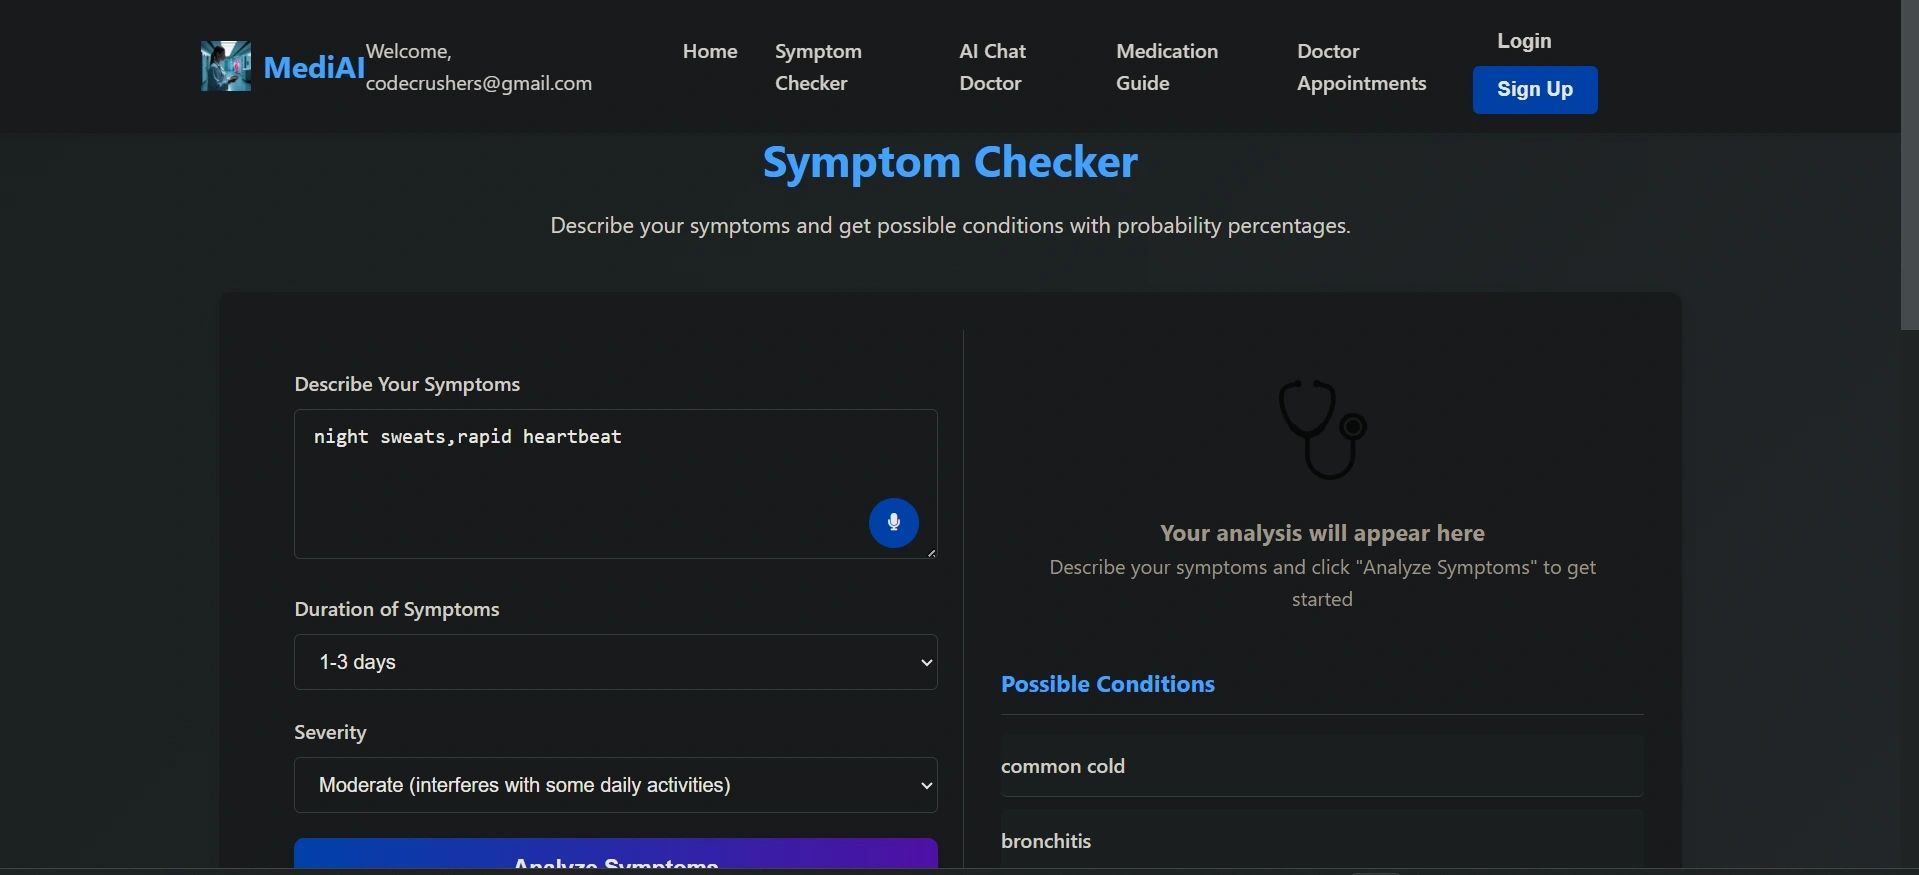 MediAI
Welcome,
codecrushers@gmail.com
Home
Symptom
Checker
AI Chat
Doctor
Medication
Guide
Doctor
Appointments
Login
Sign Up
Symptom Checker
Describe your symptoms and get possible conditions with probability percentages.
Describe Your Symptoms
night sweats,rapid heartbeat
Duration of Symptoms
1-3 days
Severity
Moderate (interferes with some daily activities)
Analyze Symptoms
Your analysis will appear here
Describe your symptoms and click "Analyze Symptoms" to get
started
Possible Conditions
common cold
bronchitis